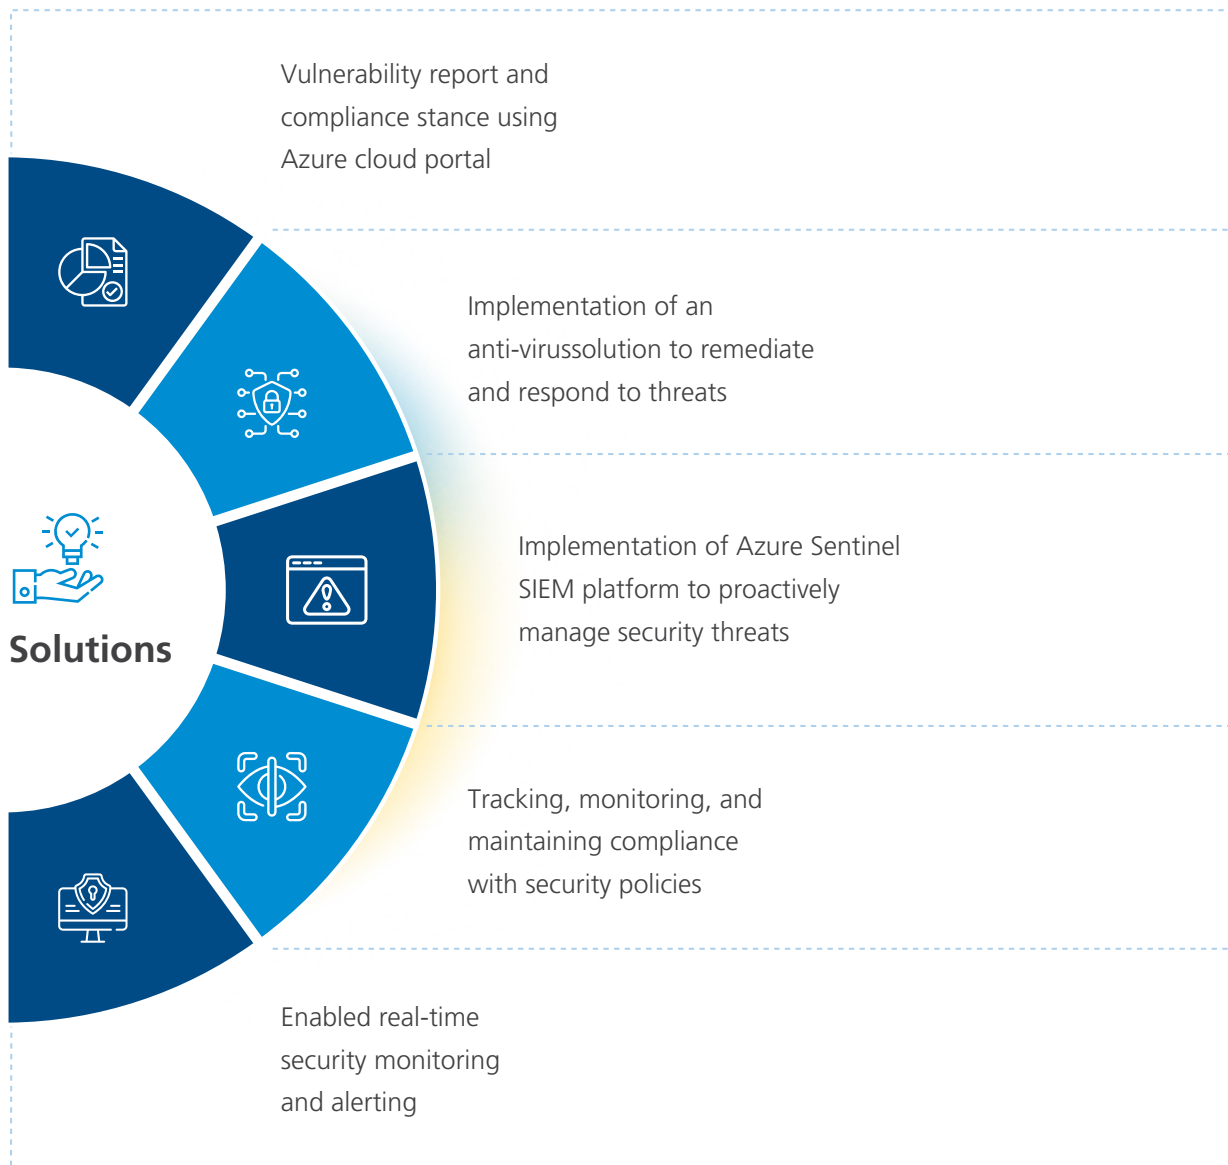 Vulnerability report and
compliance stance using
Azure cloud portal
Implementation of an
anti-virussolution to remediate
and respond to threats
Implementation of Azure Sentinel
SIEM platform to proactively
manage security threats
Solutions
Tracking, monitoring, and
maintaining compliance
with security policies
Enabled real-time
security monitoring
and alerting